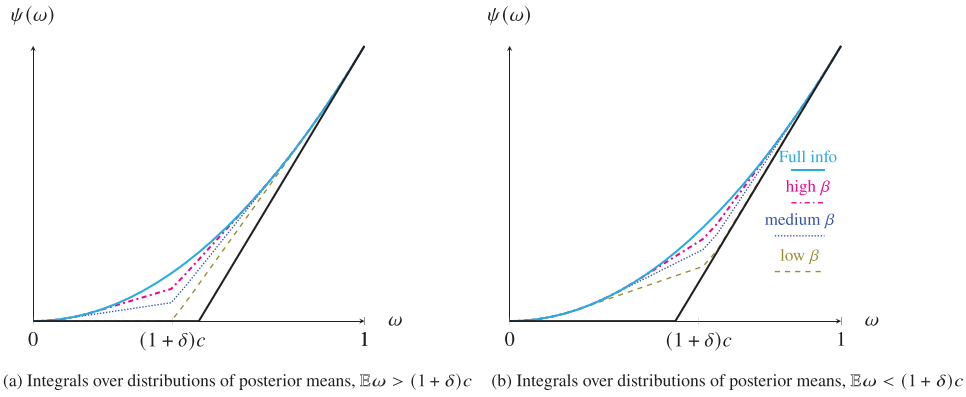 ψ(ω)
ω
0
(1 + δ)c
1
(a) Integrals over distributions of posterior means, 𝔼ω > (1 + δ)c
ψ(ω)
Full info
high β
medium β
low β
ω
0
(1 + δ)c
1
(b) Integrals over distributions of posterior means, 𝔼ω < (1 + δ)c